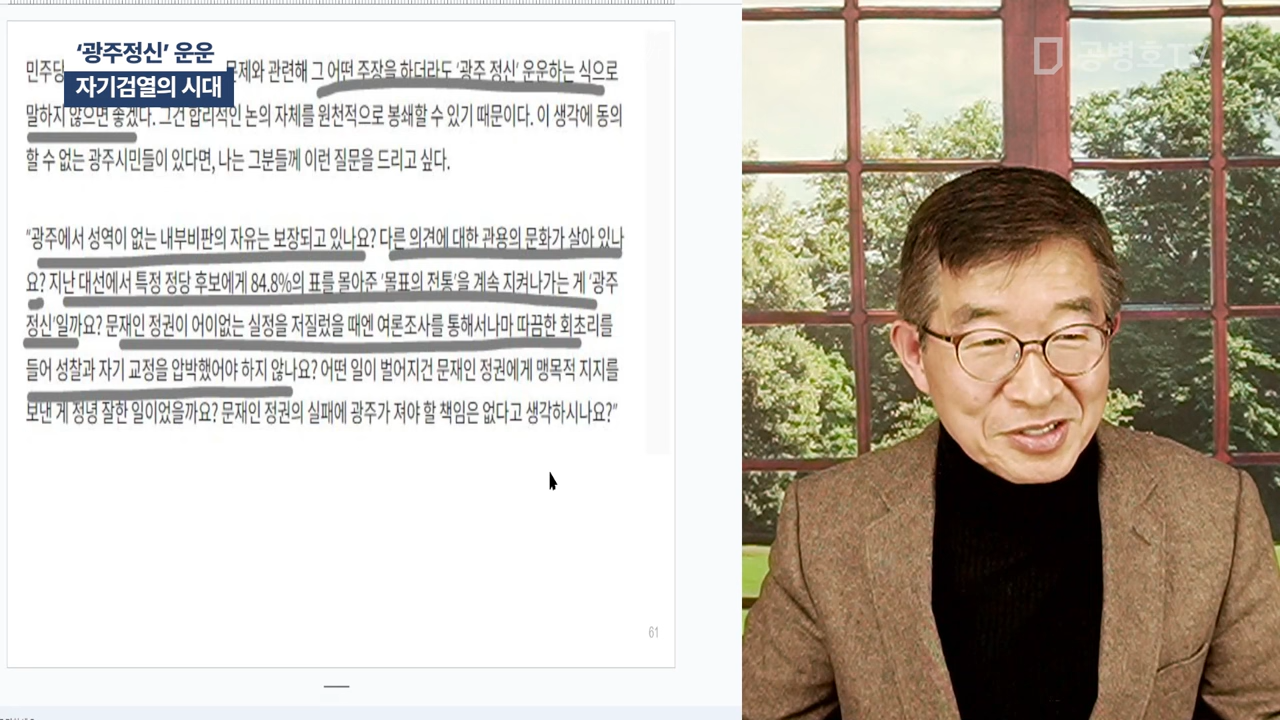 ‘광주정신’ 운운
자기검열의 시대
민주당 문제와 관련해 그 어떤 주장을 하더라도 ‘광주 정신’ 운운하는 식으로
말하지 않으면 좋겠다. 그건 합리적인 논의 자체를 원천적으로 봉쇄할 수 있기 때문이다. 이 생각에 동의
할 수 없는 광주시민들이 있다면, 나는 그분들께 이런 질문을 드리고 싶다.
"광주에서 성역이 없는 내부비판의 자유는 보장되고 있나요? 다른 의견에 대한 관용의 문화가 살아 있나
요? 지난 대선에서 특정 정당 후보에게 84.8%의 표를 몰아준 '몰표의 전통'을 계속 지켜나가는 게 '광주
정신'일까요? 문재인 정권이 어이없는 실정을 저질렀을 때엔 여론조사를 통해서나마 따끔한 회초리를
들어 성찰과 자기 교정을 압박했어야 하지 않나요? 어떤 일이 벌어지건 문재인 정권에게 맹목적 지지를
보낸 게 정녕 잘한 일이었을까요? 문재인 정권의 실패에 광주가 져야 할 책임은 없다고 생각하시나요?"
61
공병호TV